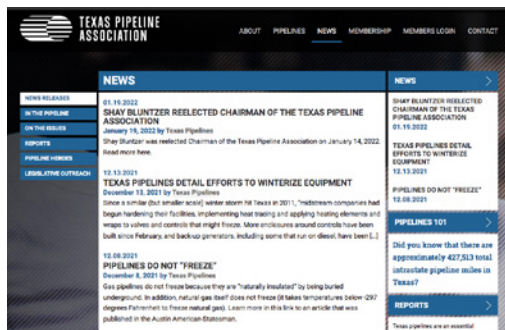 TEXAS PIPELINE
ASSOCIATION
ABOUT PIPELINES NEWS MEMBERSHIP MEMBERS LOGIN CONTACT
NEWS RELEASES
IN THE PIPELINE
ON THE ISSUES
REPORTS
PIPELINE HEROES
LEGISLATIVE OUTREACH
NEWS
01.19.2022
SHAY BLUNTZER REELECTED CHAIRMAN OF THE TEXAS PIPELINE
ASSOCIATION
January 19, 2022 by Texas Pipelines
Shay Bluntzer was reelected Chairman of the Texas Pipeline Association on January 14, 2022.
Read more here.
12.13.2021
TEXAS PIPELINES DETAIL EFFORTS TO WINTERIZE EQUIPMENT
December 13, 2021 by Texas Pipelines
Since a similar (but smaller scale) winter storm hit Texas in 2011, "midstream companies had
begun hardening their facilities, implementing heat tracing and applying heating elements and
wraps to valves and controls that might freeze. More enclosures around controls have been
built since February, and back-up generators, including some that run on diesel, have been [...]
12.08.2021
PIPELINES DO NOT "FREEZE"
December 8, 2021 by Texas Pipelines
Gas pipelines do not freeze because they are "naturally insulated" by being buried
underground. In addition, natural gas itself does not freeze (it takes temperatures below -297
degrees Fahrenheit to freeze natural gas). Learn more in this link to an article that was
published in the Austin American-Statesman.
NEWS
SHAY BLUNTZER REELECTED
CHAIRMAN OF THE TEXAS
PIPELINE ASSOCIATION
01.19.2022
TEXAS PIPELINES DETAIL
EFFORTS TO WINTERIZE
EQUIPMENT
12.13.2021
PIPELINES DO NOT "FREEZE"
12.08.2021
PIPELINES 101
Did you know that there are
approximately 427,513 total
intrastate pipeline miles in
Texas?
REPORTS
Texas pipelines are an essential